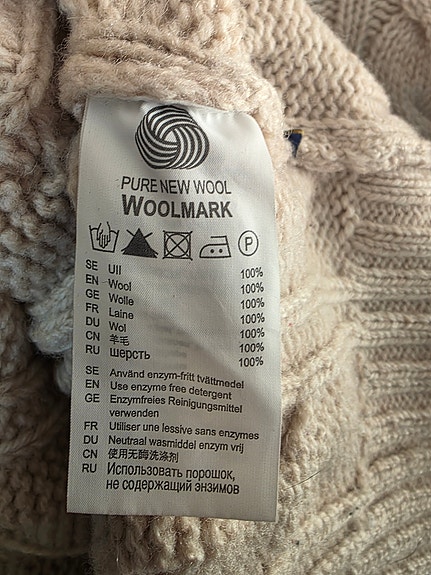 PURE NEW WOOL
WOOLMARK
P
SE Ull 100%
EN Wool 100%
GE Wolle 100%
FR Laine 100%
DU Wol 100%
CN 羊毛 100%
RU шерсть 100%
SE Använd enzym-fritt tvättmedel
EN Use enzyme free detergent
GE Enzymfreies Reinigungsmittel
verwenden
FR Utiliser une lessive sans enzymes
DU Neutraal wasmiddel enzym vrij
CN 使用无酶洗涤剂
RU Использовать порошок,
не содержащий энзимов